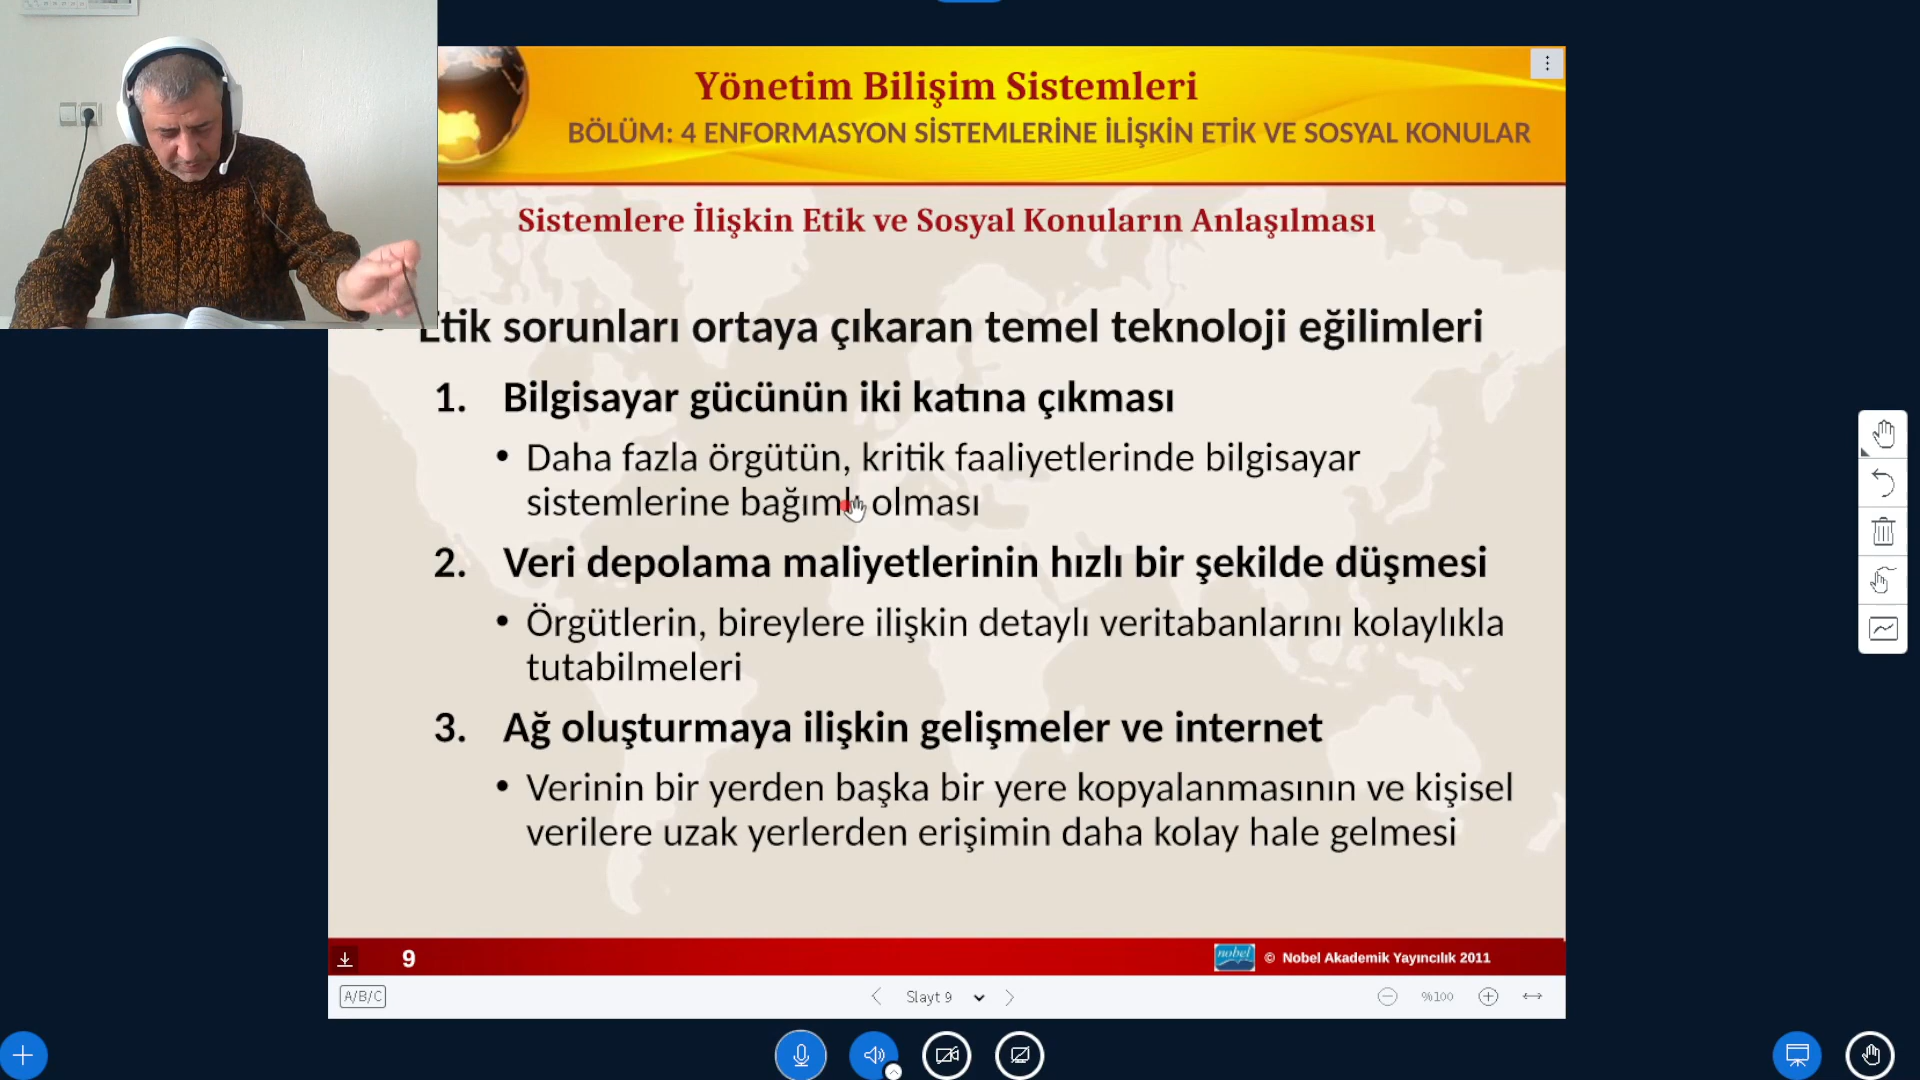 Yönetim Bilişim Sistemleri
BÖLÜM: 4 ENFORMASYON SİSTEMLERİNE İLİŞKİN ETİK VE SOSYAL KONULAR
Sistemlere İlişkin Etik ve Sosyal Konuların Anlaşılması
Etik sorunları ortaya çıkaran temel teknoloji eğilimleri
1. Bilgisayar gücünün iki katına çıkması
• Daha fazla örgütün, kritik faaliyetlerinde bilgisayar
sistemlerine bağımlı olması
2. Veri depolama maliyetlerinin hızlı bir şekilde düşmesi
• Örgütlerin, bireylere ilişkin detaylı veritabanlarını kolaylıkla
tutabilmeleri
3. Ağ oluşturmaya ilişkin gelişmeler ve internet
• Verinin bir yerden başka bir yere kopyalanmasının ve kişisel
verilere uzak yerlerden erişimin daha kolay hale gelmesi
9
nobel
© Nobel Akademik Yayıncılık 2011
A/B/C
Slayt 9
%100